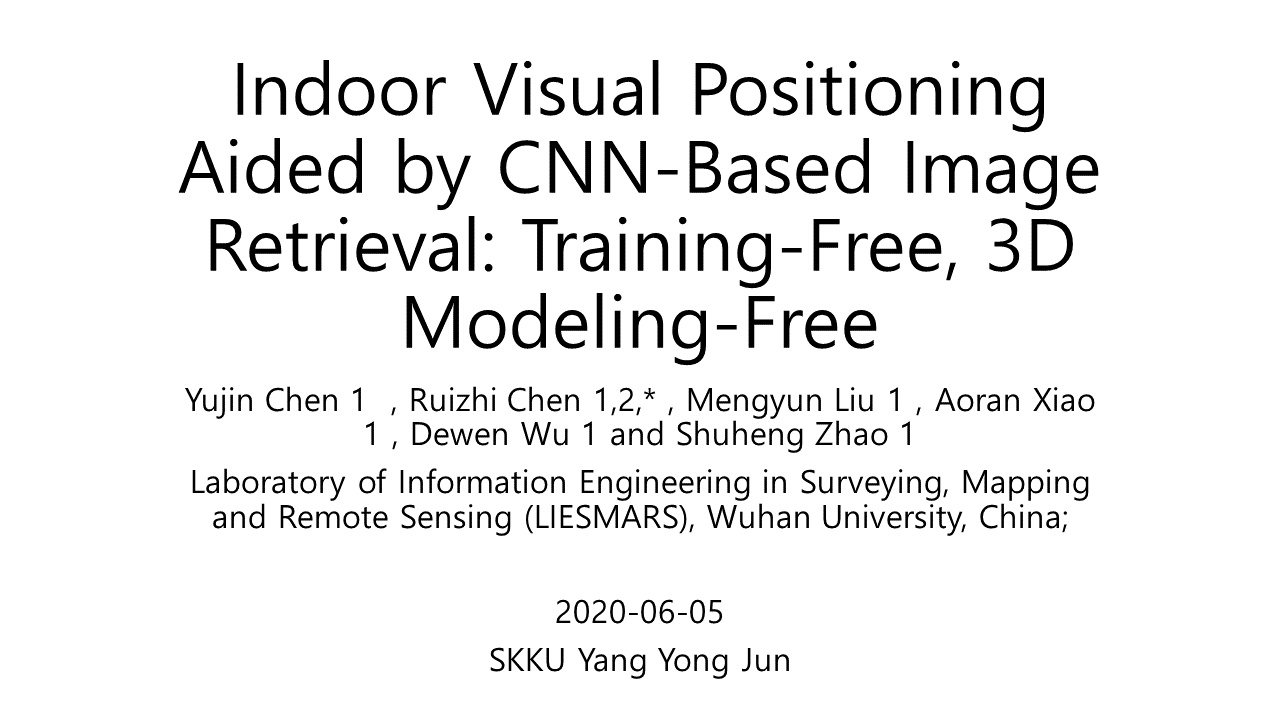 Indoor Visual Positioning
Aided by CNN-Based Image
Retrieval: Training-Free, 3D
Modeling-Free
Yujin Chen 1 , Ruizhi Chen 1,2,* , Mengyun Liu 1 , Aoran Xiao
1 , Dewen Wu 1 and Shuheng Zhao 1
Laboratory of Information Engineering in Surveying, Mapping
and Remote Sensing (LIESMARS), Wuhan University, China;
2020-06-05
SKKU Yang Yong Jun